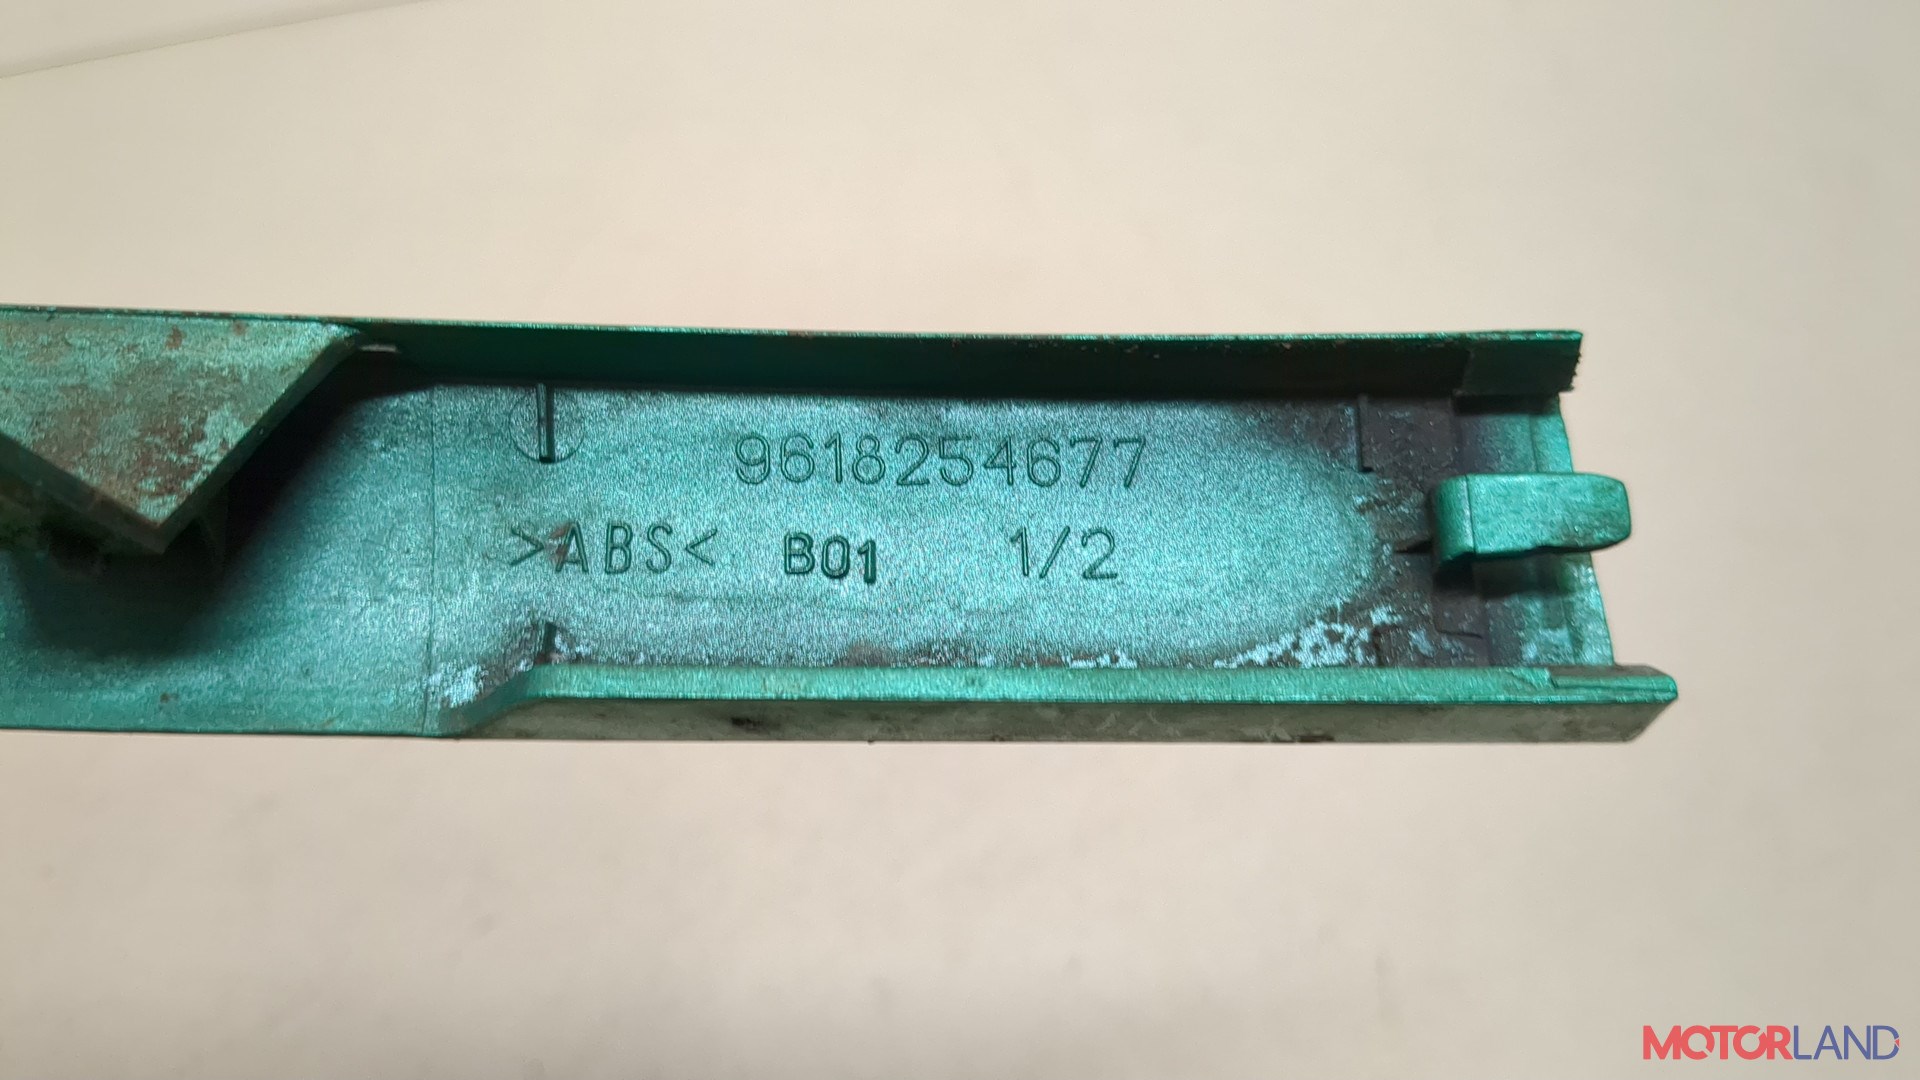 9618254677
>ABS< B01 1/2
MOTORLAND